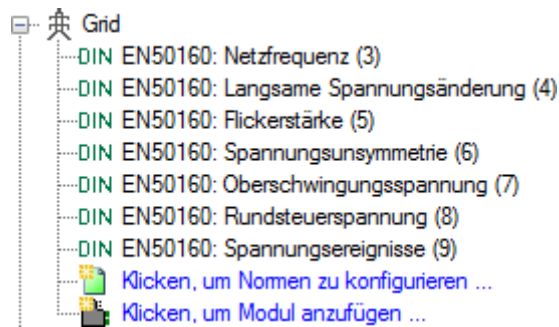 Grid
DIN EN50160: Netzfrequenz (3)
DIN EN50160: Langsame Spannungsänderung (4)
DIN EN50160: Flickerstärke (5)
DIN EN50160: Spannungsunsymmetrie (6)
DIN EN50160: Oberschwingungsspannung (7)
DIN EN50160: Rundsteuerspannung (8)
DIN EN50160: Spannungsereignisse (9)
Klicken, um Normen zu konfigurieren ...
Klicken, um Modul anzufügen ...